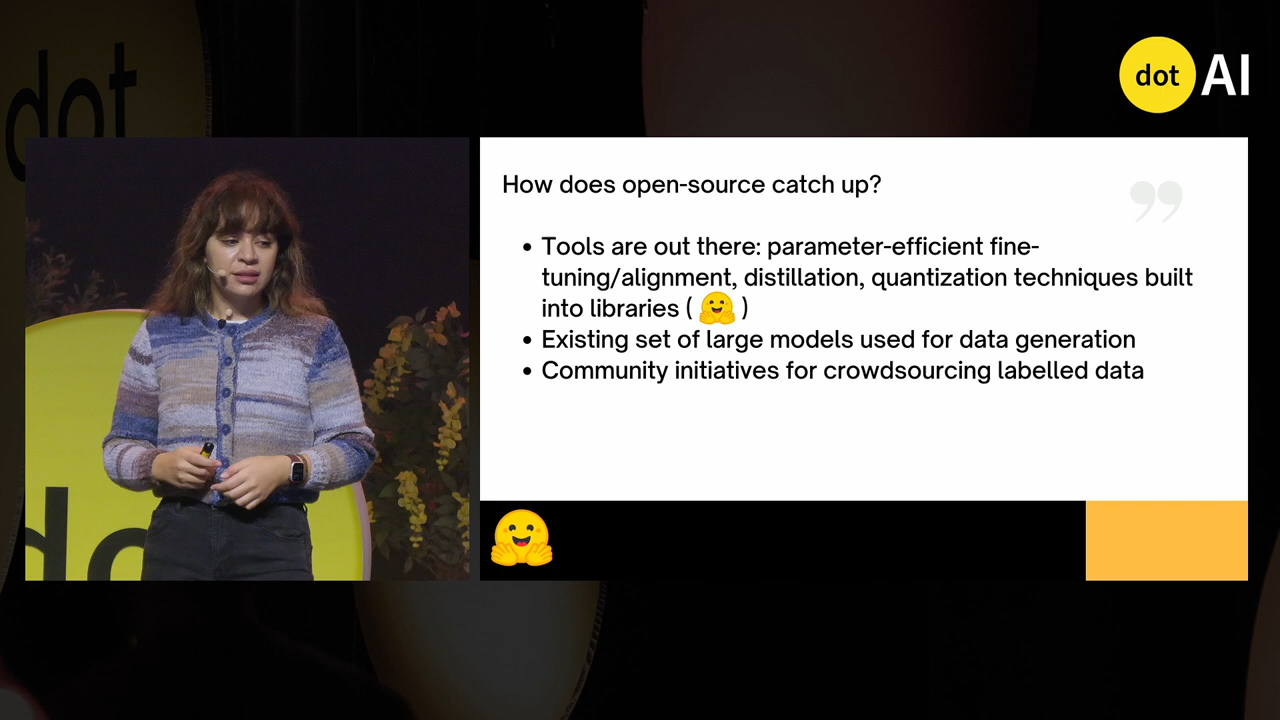 dot
dot AI
How does open-source catch up?
• Tools are out there: parameter-efficient fine-
tuning/alignment, distillation, quantization techniques built
into libraries ( 🤗 )
• Existing set of large models used for data generation
• Community initiatives for crowdsourcing labelled data
do